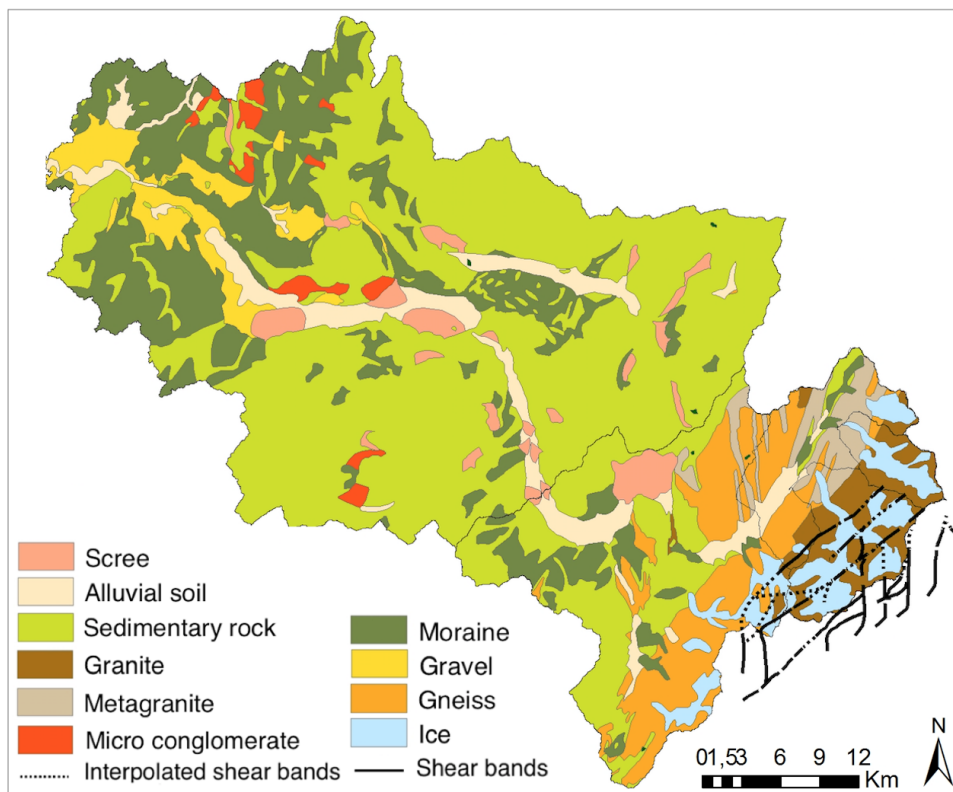 Scree
Alluvial soil
Sedimentary rock
Granite
Metagranite
Micro conglomerate
Interpolated shear bands
Moraine
Gravel
Gneiss
Ice
Shear bands
N
01,53 6 9 12
Km